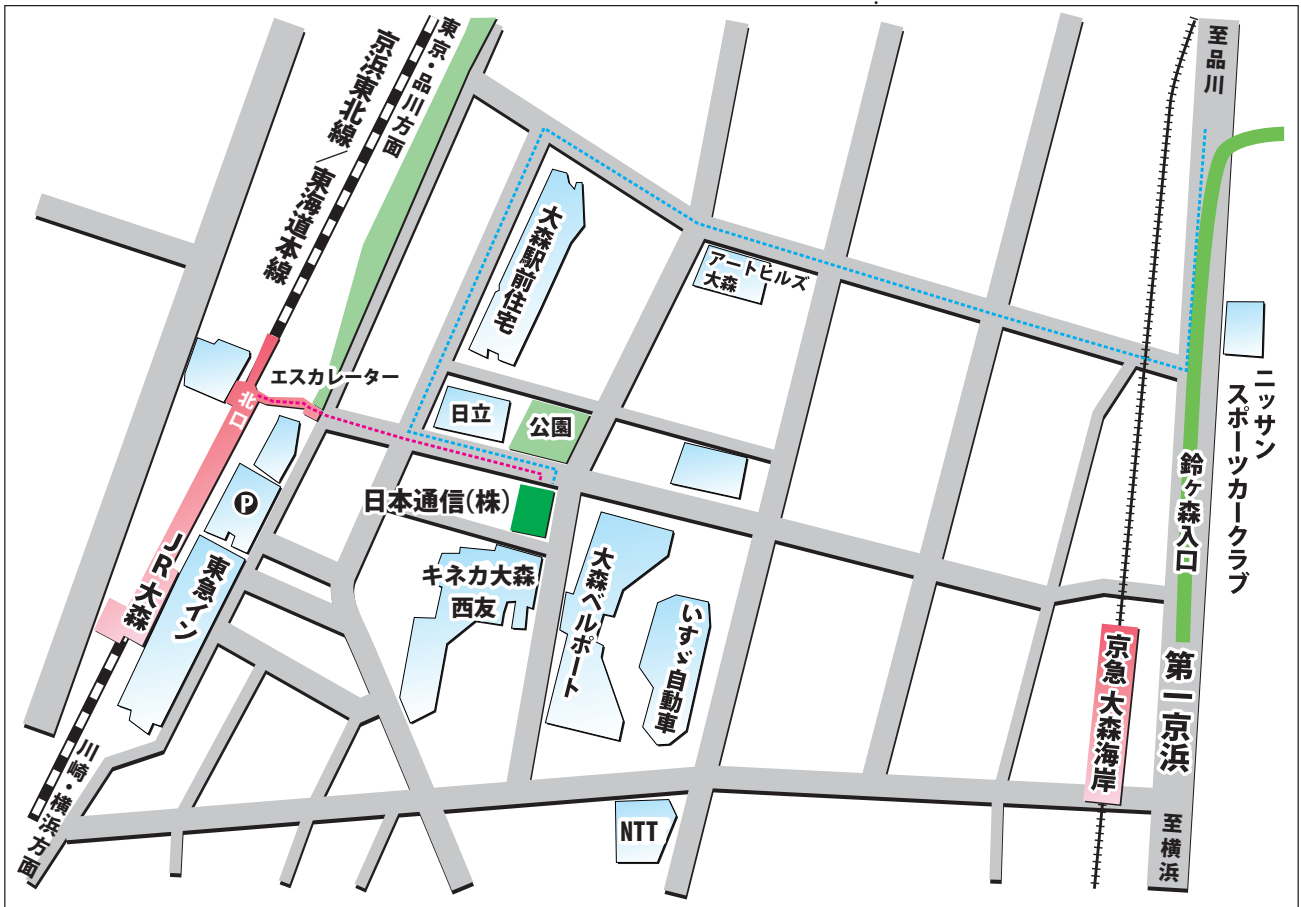 東京・品川方面
京浜東北線／東海道本線
至品川
大森駅前住宅
アートヒルズ
大森
エスカレーター
北口
日立
公園
ニッサン
スポーツカークラブ
鈴ヶ森入口
日本通信(株)
P
JR大森
東急イン
キネカ大森
西友
大森ベルポート
いすゞ自動車
京急 大森海岸
第一京浜
川崎・横浜方面
NTT
至横浜